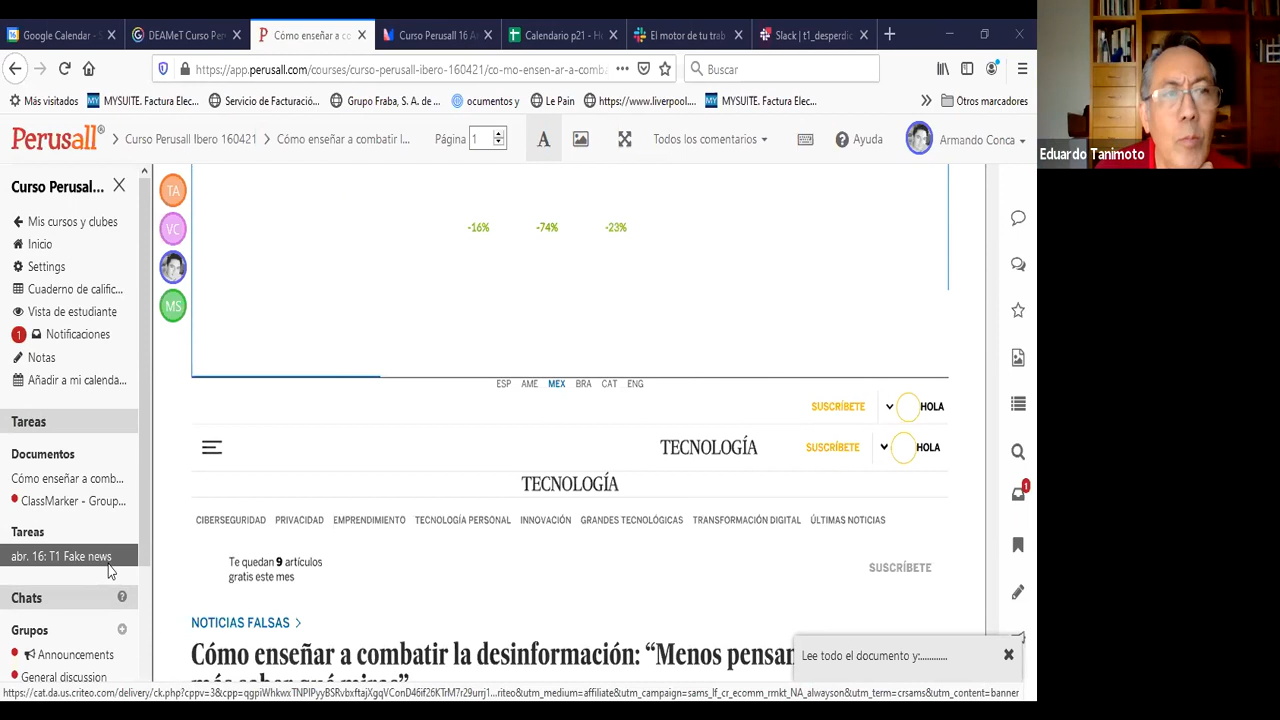 Google Calendar - S
DEAMeT Curso Per
Cómo enseñar a co
Curso Perusall 16 A
Calendario p21 - H
El motor de tu trab
Slack | t1_desperdic
https://app.perusall.com/courses/curso-perusall-ibero-160421/co-mo-ensen-ar-a-comba
Buscar
Más visitados
MYSUITE. Factura Elec...
Servicio de Facturació...
Grupo Fraba, S. A. de ...
ocumentos y
Le Pain
https://www.liverpool....
MYSUITE. Factura Elec...
Otros marcadores
Perusall®
Curso Perusall Ibero 160421
Cómo enseñar a combatir l...
Página 1
A
Todos los comentarios
Ayuda
Armando Conca
Eduardo Tanimoto
Curso Perusal...
Mis cursos y clubes
Inicio
Settings
Cuaderno de calific...
Vista de estudiante
1 Notificaciones
Notas
Añadir a mi calenda...
Tareas
Documentos
Cómo enseñar a comb...
ClassMarker - Group...
Tareas
abr. 16: T1 Fake news
Chats
Grupos
Announcements
General discussion
TA
VC
MS
-16% -74% -23%
ESP AME MEX BRA CAT ENG
SUSCRÍBETE HOLA
TECNOLOGÍA SUSCRÍBETE HOLA
TECNOLOGÍA
CIBERSEGURIDAD PRIVACIDAD EMPRENDIMIENTO TECNOLOGÍA PERSONAL INNOVACIÓN GRANDES TECNOLÓGICAS TRANSFORMACIÓN DIGITAL ÚLTIMAS NOTICIAS
Te quedan 9 artículos
gratis este mes
SUSCRÍBETE
NOTICIAS FALSAS
Cómo enseñar a combatir la desinformación: “Menos pensar
1
Lee todo el documento y:............